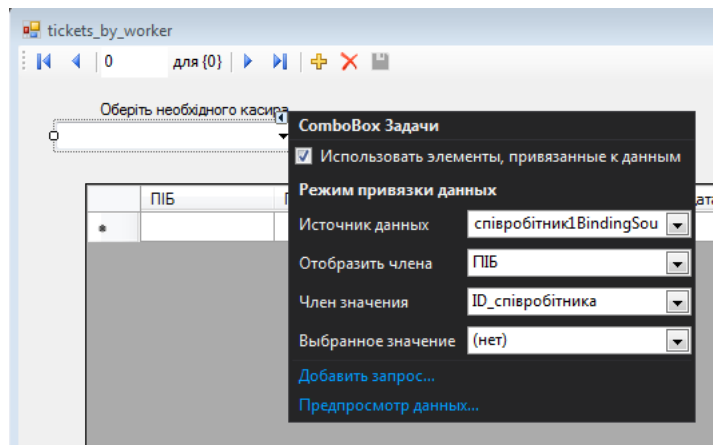 tickets_by_worker
0 для {0}
Оберіть необхідного касира
ComboBox Задачи
Использовать элементы, привязанные к данным
Режим привязки данных
ПІБ
Источник данных співробітник1BindingSou
Отобразить члена ПІБ
Член значения ID_співробітника
Выбранное значение (нет)
Добавить запрос...
Предпросмотр данных...